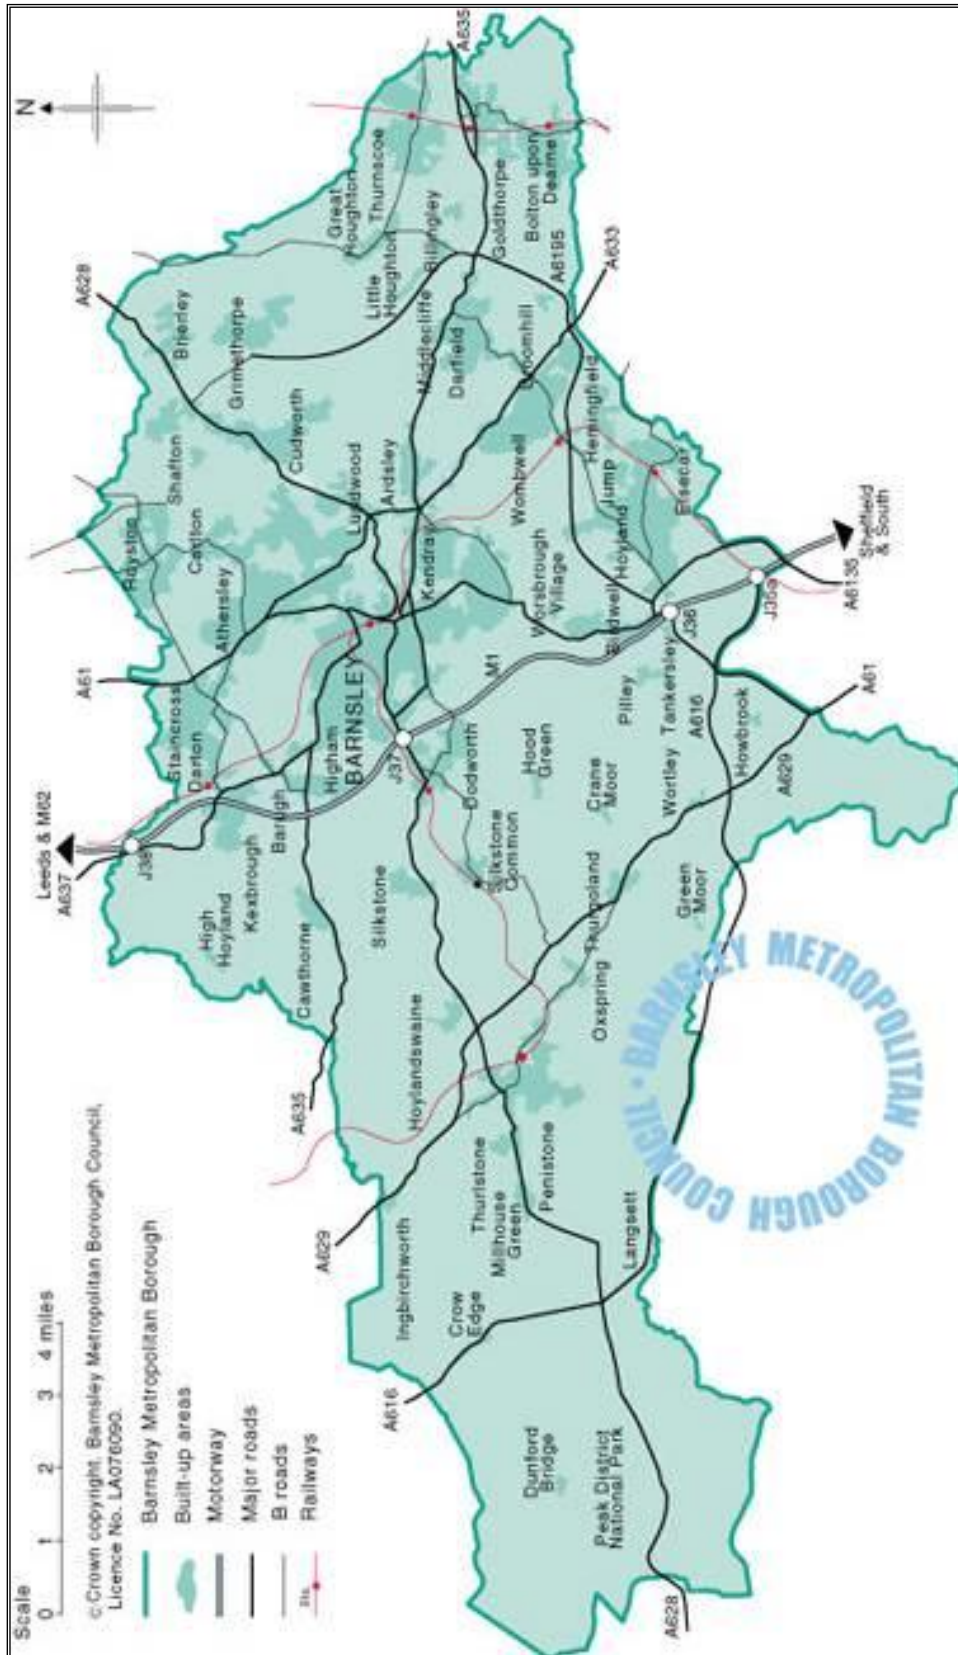 Scale
0 1 2 3 4 miles
© Crown copyright. Barnsley Metropolitan Borough Council,
Licence No. LA076090.
Barnsley Metropolitan Borough
Built-up areas
Motorway
Major roads
B roads
Railways
Stn
N
Leeds & M62
A637
J38
A61
A628
A635
A629
A616
A628
A635
A633
A6195
A61
A629
A616
A6135
J35a
J36
J37
M1
Sheffield
& South
Staincross
Darton
Royston
Carlton
Shafton
Brierley
Grimethorpe
Great
Houghton
Thurnscoe
Little
Houghton
Billingley
Goldthorpe
Bolton upon
Dearne
Middlecliffe
Darfield
Broomhill
Cudworth
Lundwood
Ardsley
Athersley
Kendray
Wombwell
Hemingfield
Jump
Elsecar
Hoyland
Worsbrough
Village
Birdwell
BARNSLEY
Higham
Barugh
Kexbrough
High
Hoyland
Cawthorne
Silkstone
Dodworth
Silkstone
Common
Hood
Green
Crane
Moor
Pilley
Tankersley
Wortley
Howbrook
Thurgoland
Green
Moor
Oxspring
Hoylandswaine
Thurlstone
Millhouse
Green
Penistone
Ingbirchworth
Crow
Edge
Langsett
Dunford
Bridge
Peak District
National Park
BARNSLEY METROPOLITAN BOROUGH COUNCIL •